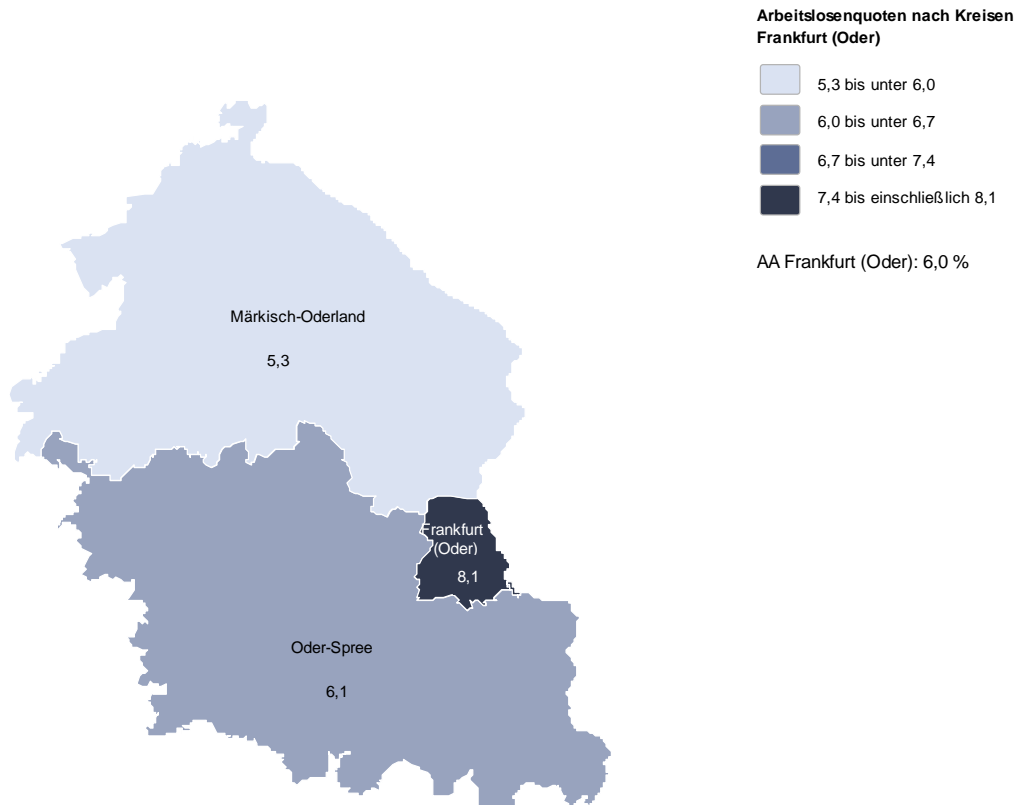 Arbeitslosenquoten nach Kreisen
Frankfurt (Oder)
5,3 bis unter 6,0
6,0 bis unter 6,7
6,7 bis unter 7,4
7,4 bis einschließlich 8,1
AA Frankfurt (Oder): 6,0 %
Märkisch-Oderland
5,3
Frankfurt
(Oder)
8,1
Oder-Spree
6,1